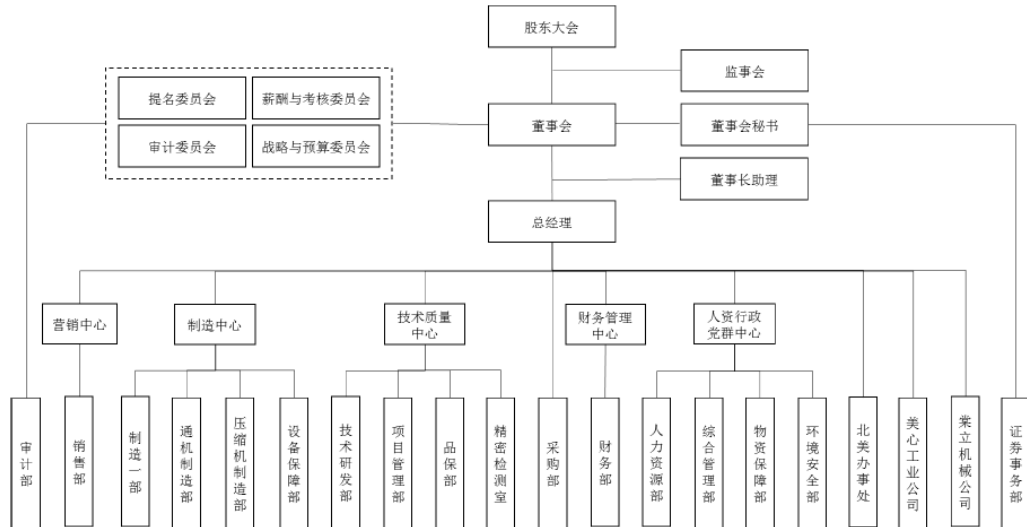 股东大会
监事会
提名委员会
薪酬与考核委员会
董事会
董事会秘书
审计委员会
战略与预算委员会
董事长助理
总经理
营销中心
制造中心
技术质量
中心
财务管理
中心
人资行政
党群中心
审计部
销售部
制造一部
通机制造部
压缩机制造部
设备保障部
技术研发部
项目管理部
品保部
精密检测室
采购部
财务部
人力资源部
综合管理部
物资保障部
环境安全部
北美办事处
美心工业公司
棠立机械公司
证券事务部